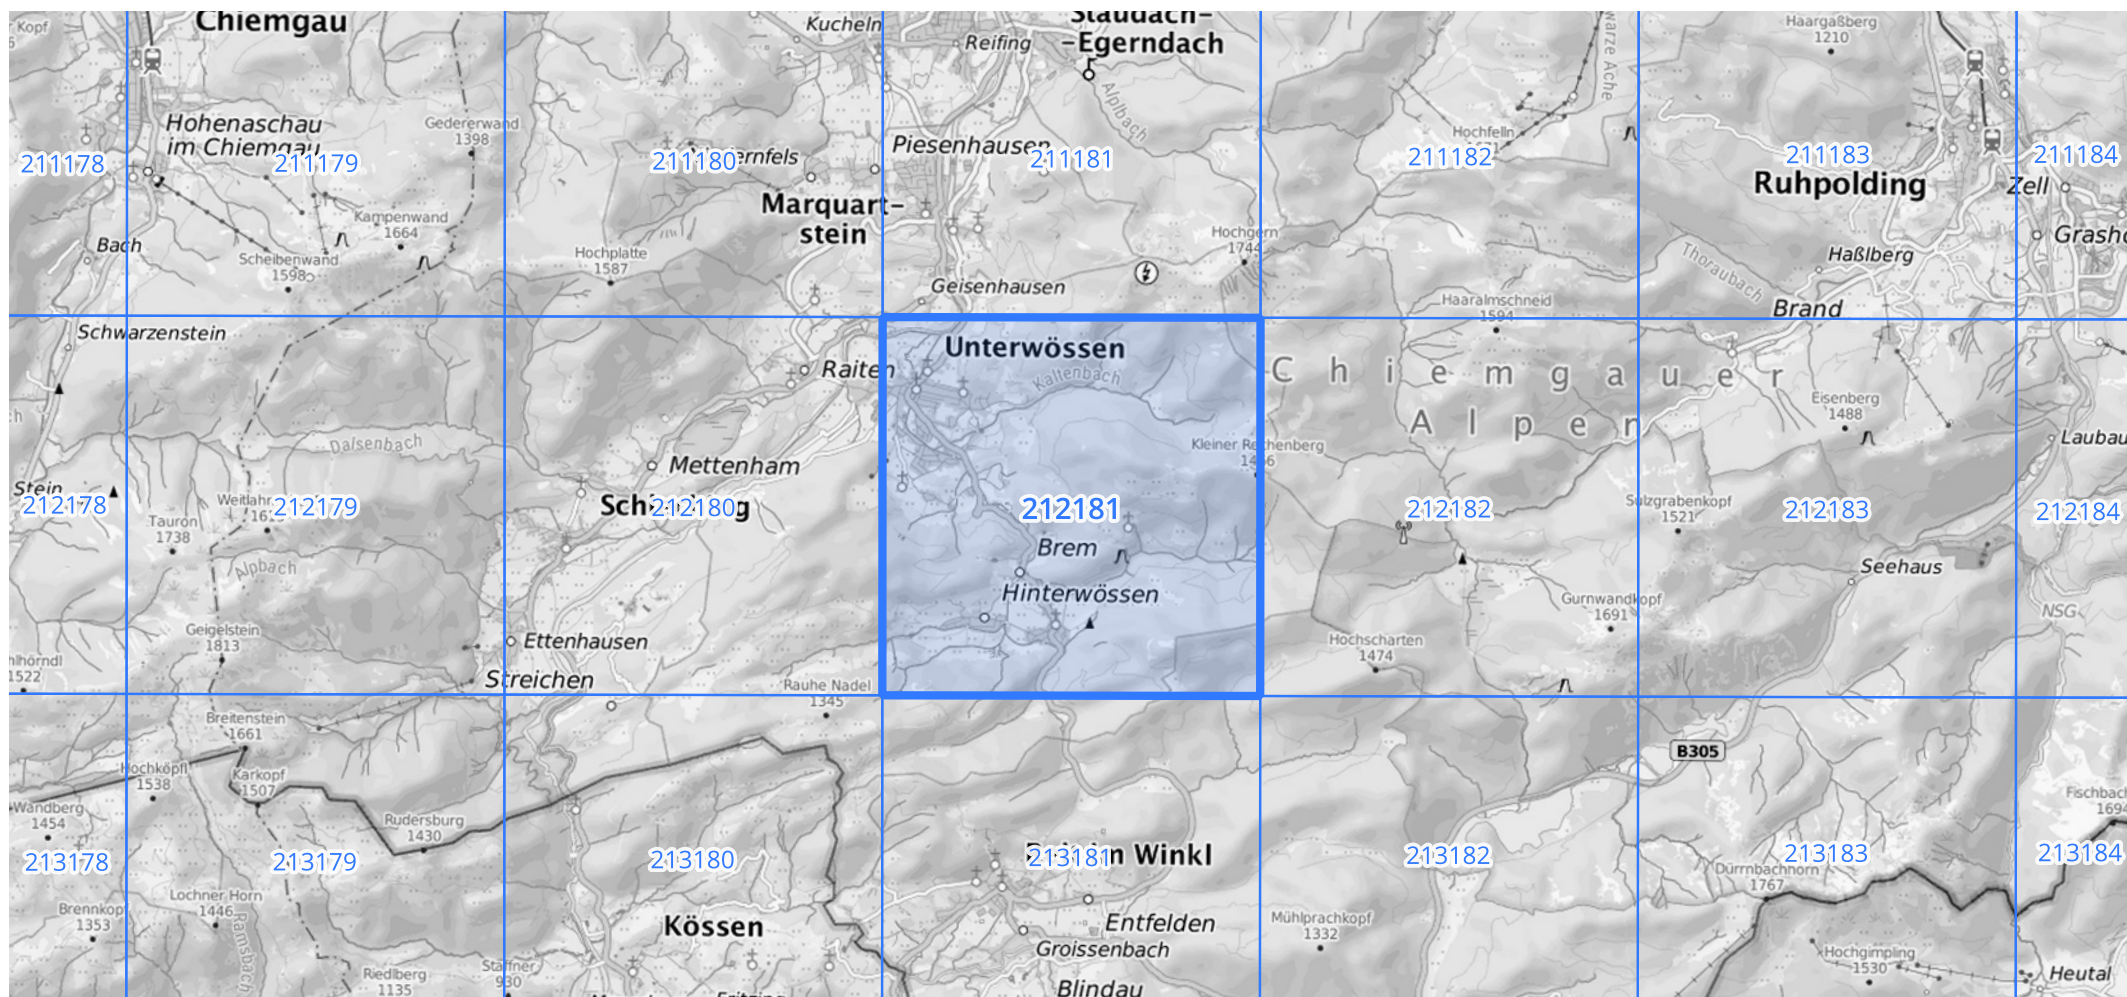 Chiemgau
Kopf
Kucheln
Reifing
Staudach-
-Egerndach
Haargaßberg
1210
Hohenaschau
im Chiemgau
Gedererwand
1398
Alplbach
Hochfelln
Piesenhausen
211178
211179
211180
211181
211182
211183
211184
Ruhpolding
Zell
Marquart-
stein
Kampenwand
1664
Bach
Scheibenwand
1598
Hochplatte
1587
Hochgern
1744
Thoraubach
Haßlberg
Geisenhausen
Haaralmschneid
1594
Brand
Schwarzenstein
Raiten
Unterwössen
Kaltenbach
Chiemgauer
Alpen
Eisenberg
1488
Dalsenbach
Mettenham
Kleiner Rechenberg
Stein
212178
212179
212180
212181
212182
212183
212184
Tauron
1738
Sulzgrabenkopf
1521
Alpbach
Brem
Seehaus
Hinterwössen
Gurnwandkopf
1691
NSG
Geigelstein
1813
Ettenhausen
Hochscharten
1474
1522
Streichen
Rauhe Nadel
1345
Breitenstein
1661
B305
Hochköpfl
1538
Karkopf
1507
Wandberg
1454
Rudersburg
1430
1694
213178
213179
213180
213181
213182
213183
213184
Winkl
Dürrnbachhorn
1767
Lochner Horn
1446
Brennkopf
1353
Ramsbach
Kössen
Entfelden
Groissenbach
Mühlprachkopf
1332
Hochgimpling
1530
Heutal
Riedlberg
1135
Staffner
930
Blindau